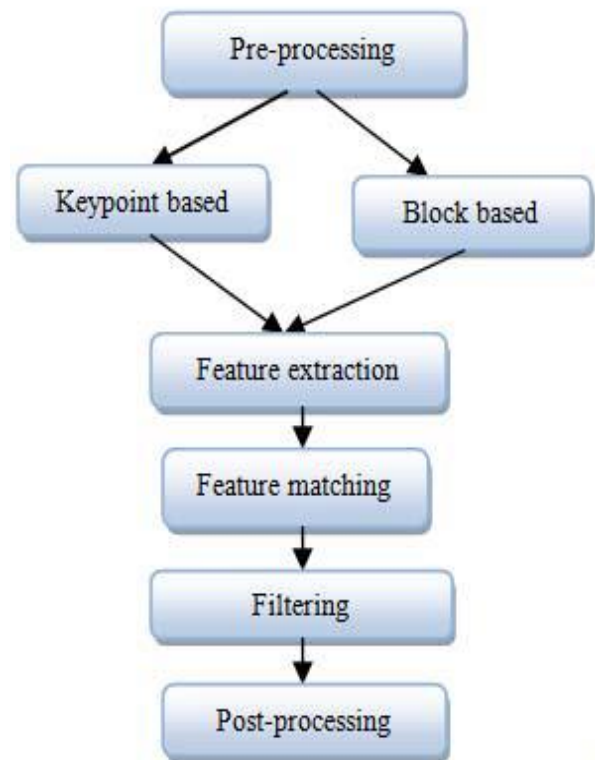 Pre-processing
Keypoint based
Block based
Feature extraction
Feature matching
Filtering
Post-processing